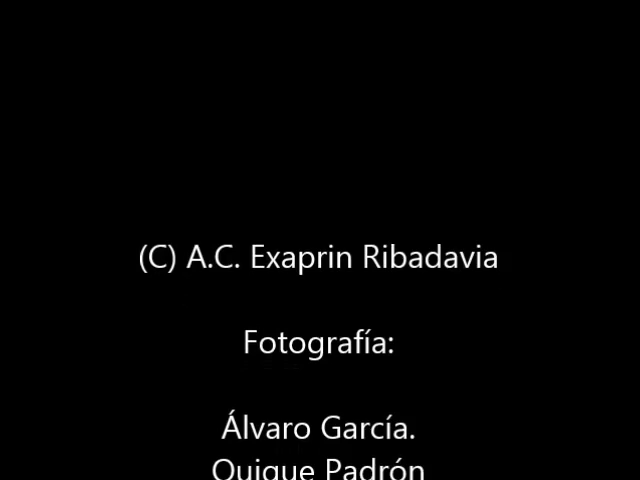 (C) A.C. Exaprin Ribadavia
Fotografía:
Álvaro García.
Quique Padrón